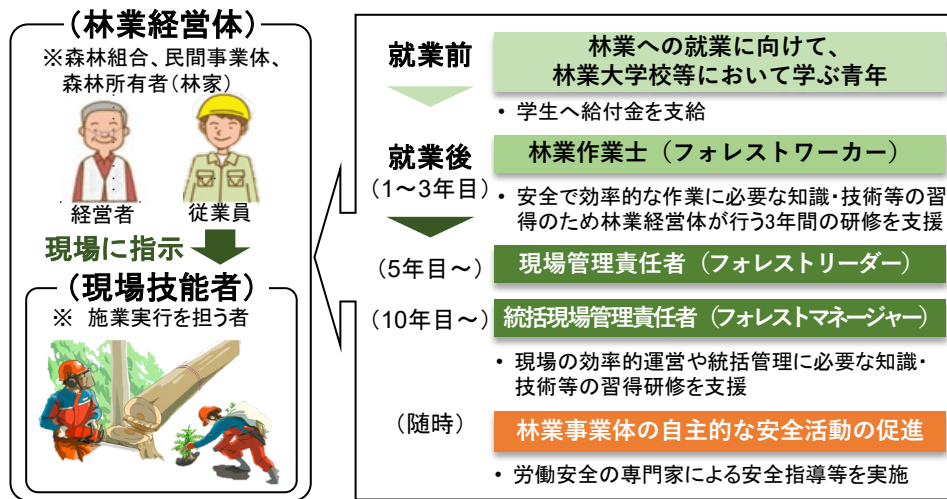 (林業経営体)
※森林組合、民間事業体、
森林所有者(林家)
経営者
従業員
現場に指示
(現場技能者)
※ 施業実行を担う者
就業前
林業への就業に向けて、
林業大学校等において学ぶ青年
・ 学生へ給付金を支給
就業後
(1～3年目)
林業作業士(フォレストワーカー)
・ 安全で効率的な作業に必要な知識・技術等の習
得のため林業経営体が行う3年間の研修を支援
(5年目～)
現場管理責任者(フォレストリーダー)
(10年目～)
統括現場管理責任者(フォレストマネージャー)
・ 現場の効率的運営や統括管理に必要な知識・
技術等の習得研修を支援
(随時)
林業事業体の自主的な安全活動の促進
・ 労働安全の専門家による安全指導等を実施